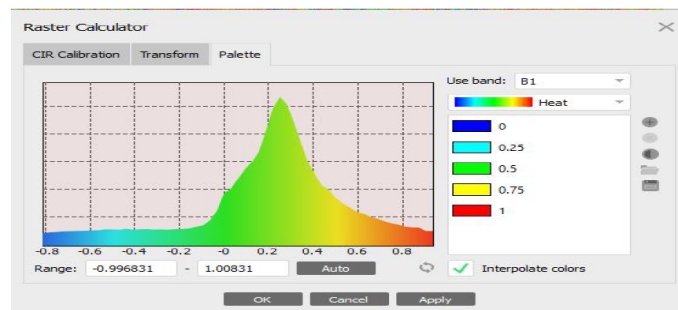 Raster Calculator
CIR Calibration Transform Palette
Use band: B1
Heat
0
0.25
0.5
0.75
1
-0.8 -0.6 -0.4 -0.2 -0 0.2 0.4 0.6 0.8
Range: -0.996831 - 1.00831 Auto
Interpolate colors
OK Cancel Apply